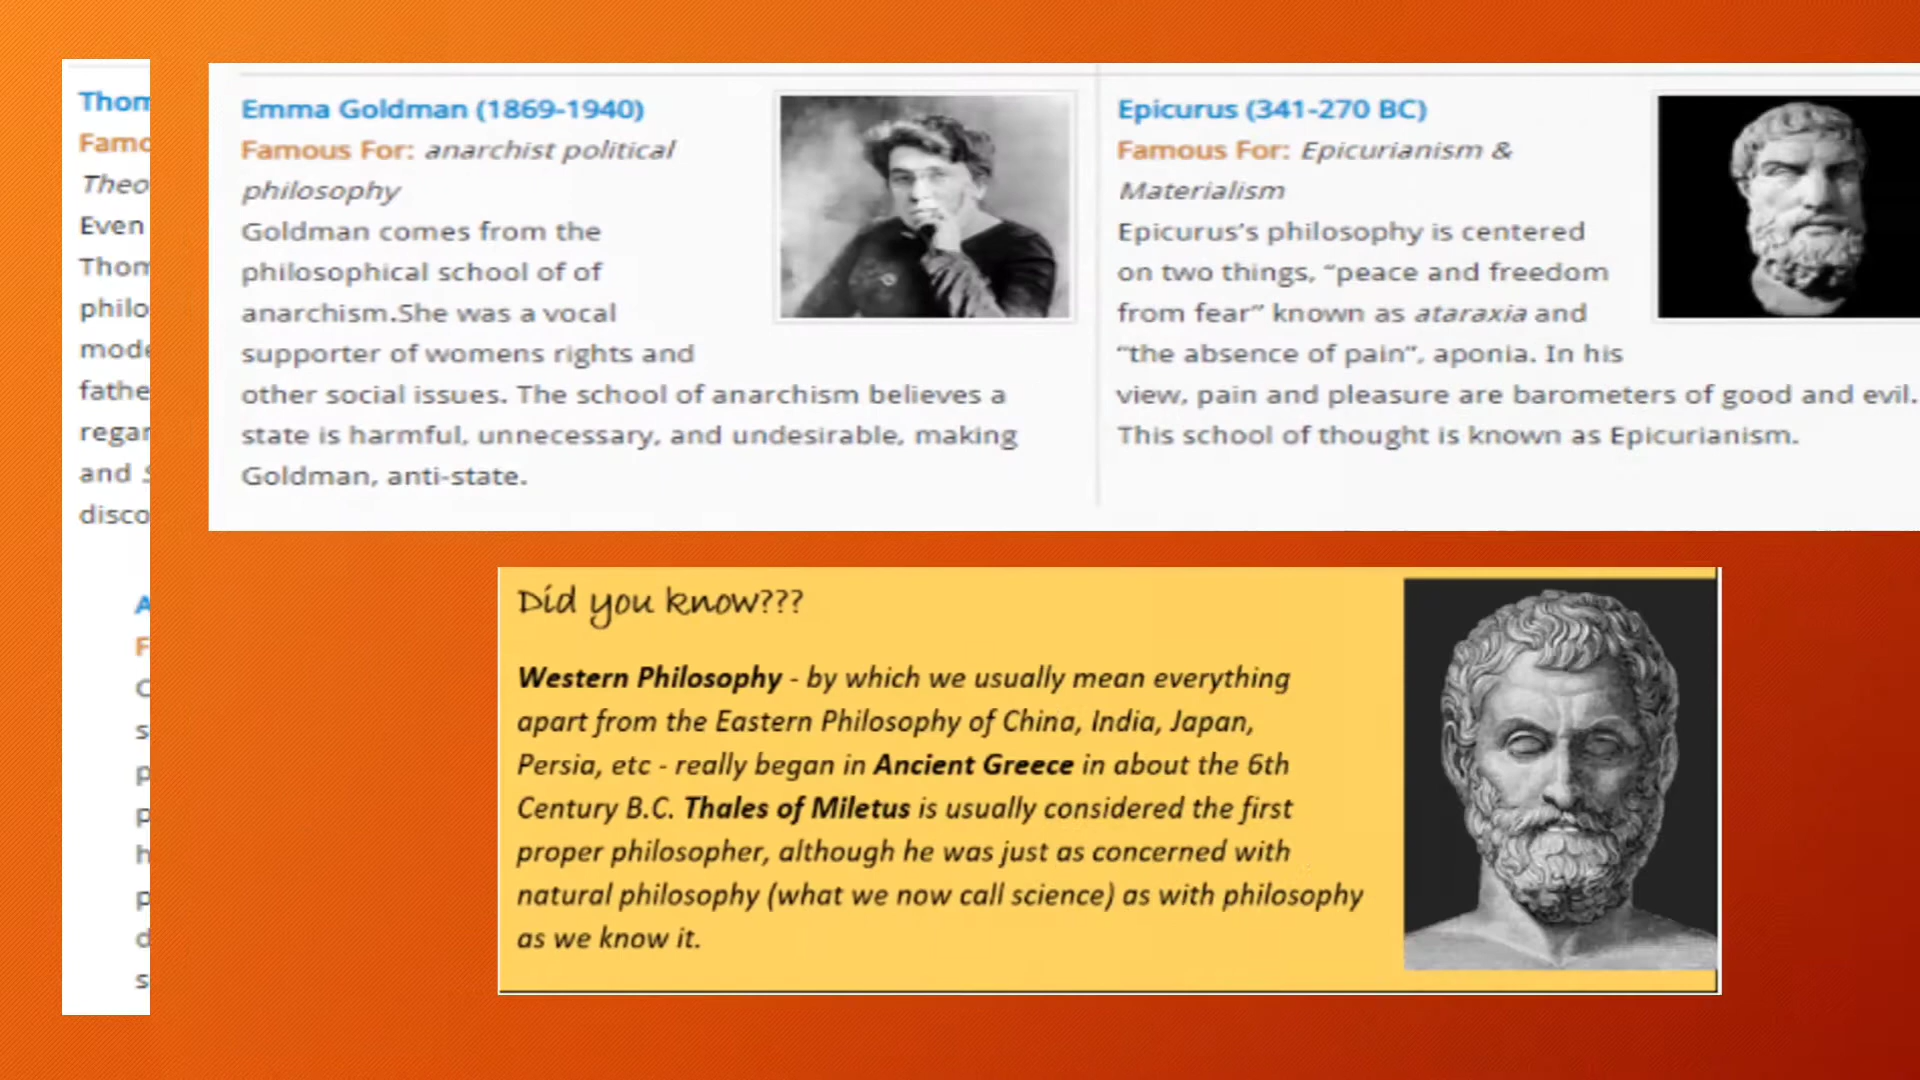 Famo
Theo
Even
philo
mode
fathe
regar
and S
disco
Emma Goldman (1869-1940)
Famous For: anarchist political
philosophy
Goldman comes from the
philosophical school of of
anarchism.She was a vocal
supporter of womens rights and
other social issues. The school of anarchism believes a
state is harmful, unnecessary, and undesirable, making
Goldman, anti-state.
Epicurus (341-270 BC)
Famous For: Epicurianism &
Materialism
Epicurus's philosophy is centered
on two things, “peace and freedom
from fear” known as ataraxia and
“the absence of pain”, aponia. In his
view, pain and pleasure are barometers of good and evil.
This school of thought is known as Epicurianism.
Did you know???
Western Philosophy - by which we usually mean everything
apart from the Eastern Philosophy of China, India, Japan,
Persia, etc - really began in Ancient Greece in about the 6th
Century B.C. Thales of Miletus is usually considered the first
proper philosopher, although he was just as concerned with
natural philosophy (what we now call science) as with philosophy
as we know it.